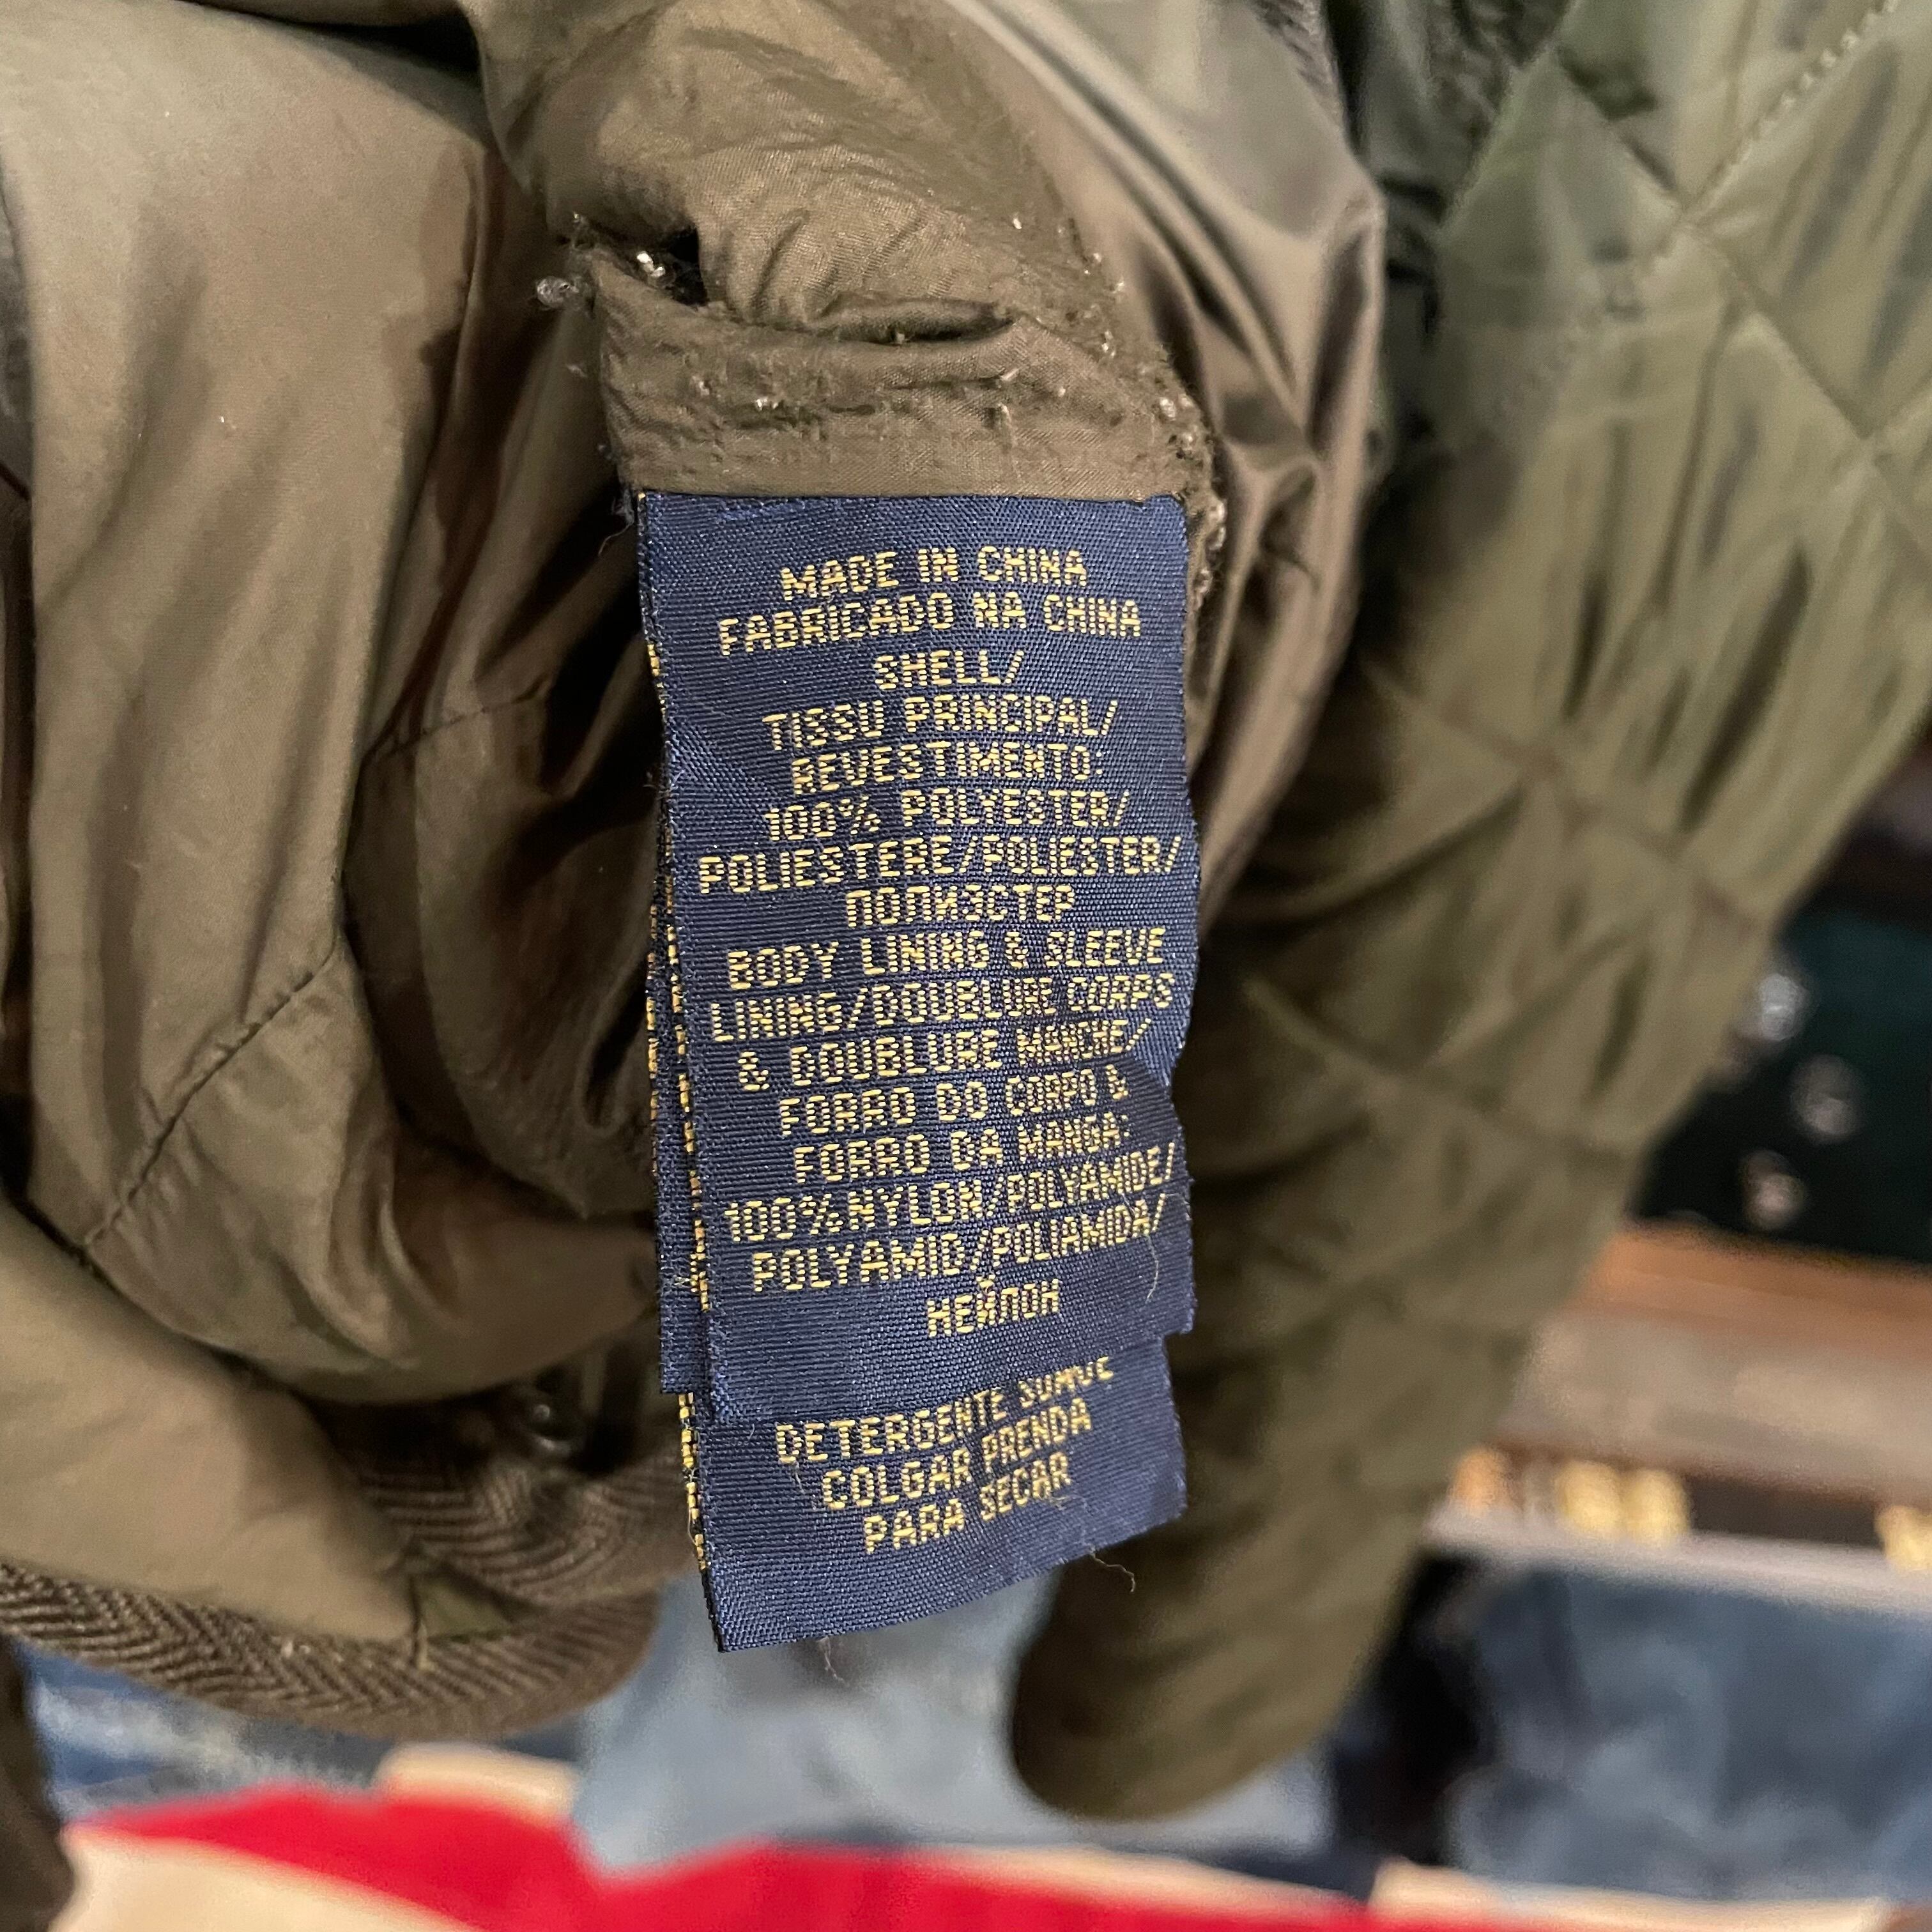 MADE IN CHINA
FABRICADO NA CHINA
SHELL/
TISSU PRINCIPAL/
REVESTIMENTO:
100% POLYESTER/
POLIESTERE/POLIESTER/
ПОЛИЭСТЕР
BODY LINING & SLEEVE
LINING/DOUBLURE CORPS
& DOUBLURE MANCHE/
FORRO DO CORPO &
FORRO DA MANGA:
100% NYLON/POLYAMIDE/
POLYAMID/POLIAMIDA/
НЕЙЛОН
DETERGENTE SUAVE
COLGAR PRENDA
PARA SECAR